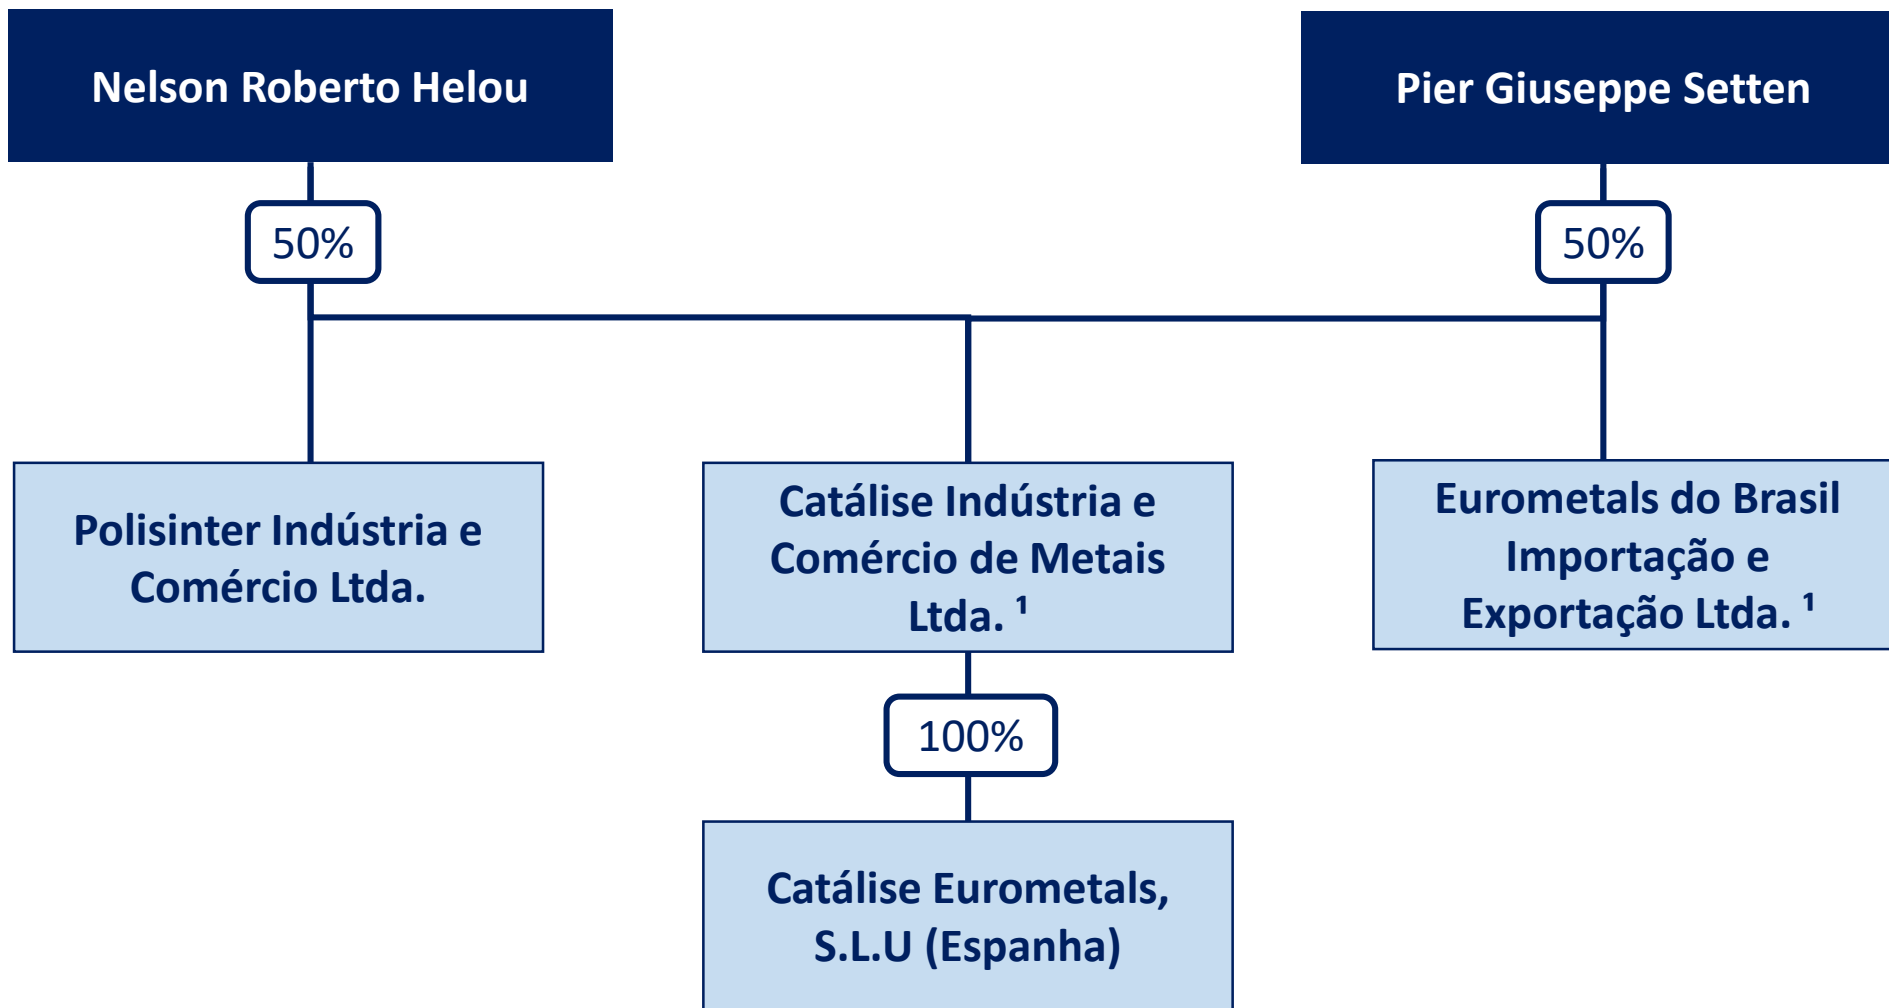 Nelson Roberto Helou
Pier Giuseppe Setten
50%
50%
Polisinter Indústria e
Comércio Ltda.
Catálise Indústria e
Comércio de Metais
Ltda. ¹
Eurometals do Brasil
Importação e
Exportação Ltda. ¹
100%
Catálise Eurometals,
S.L.U (Espanha)